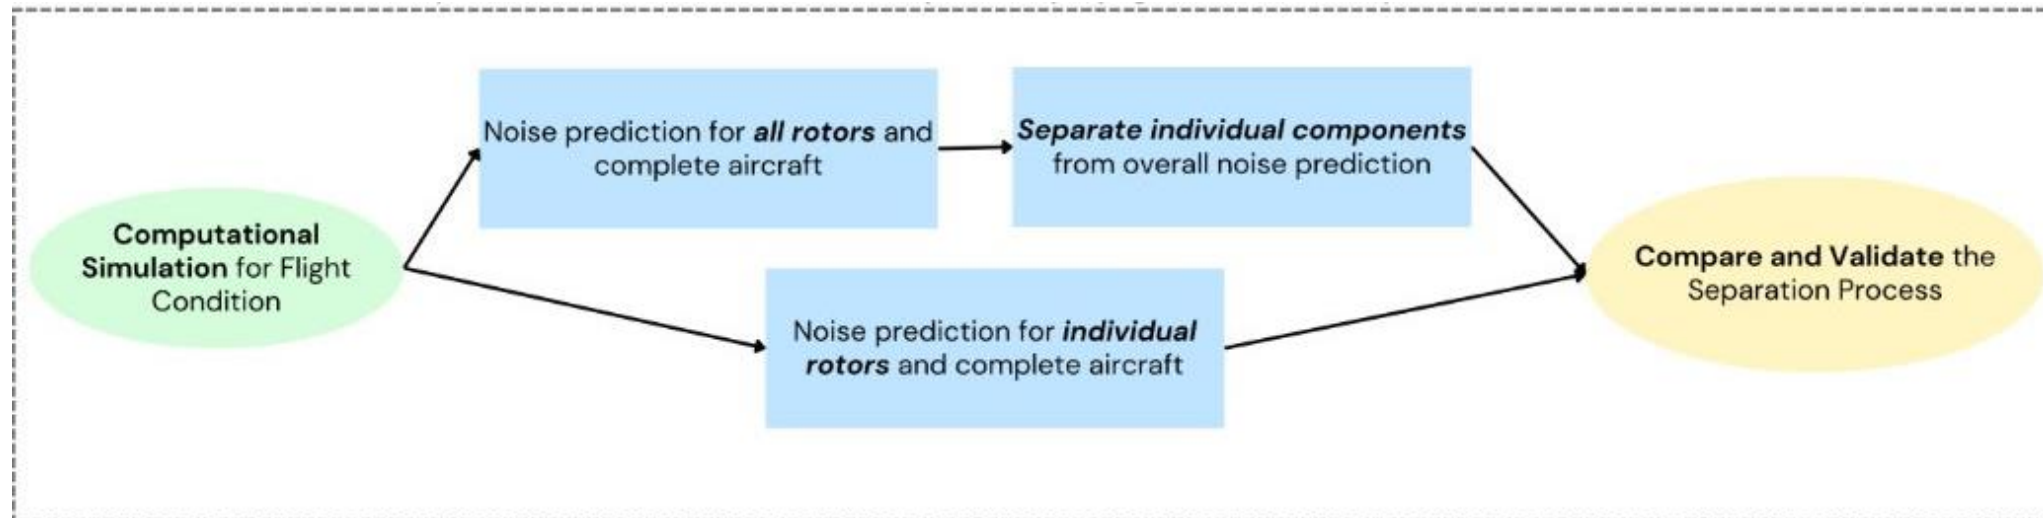 Noise prediction for all rotors and
complete aircraft
Separate individual components
from overall noise prediction
Computational
Simulation for Flight
Condition
Compare and Validate the
Separation Process
Noise prediction for individual
rotors and complete aircraft